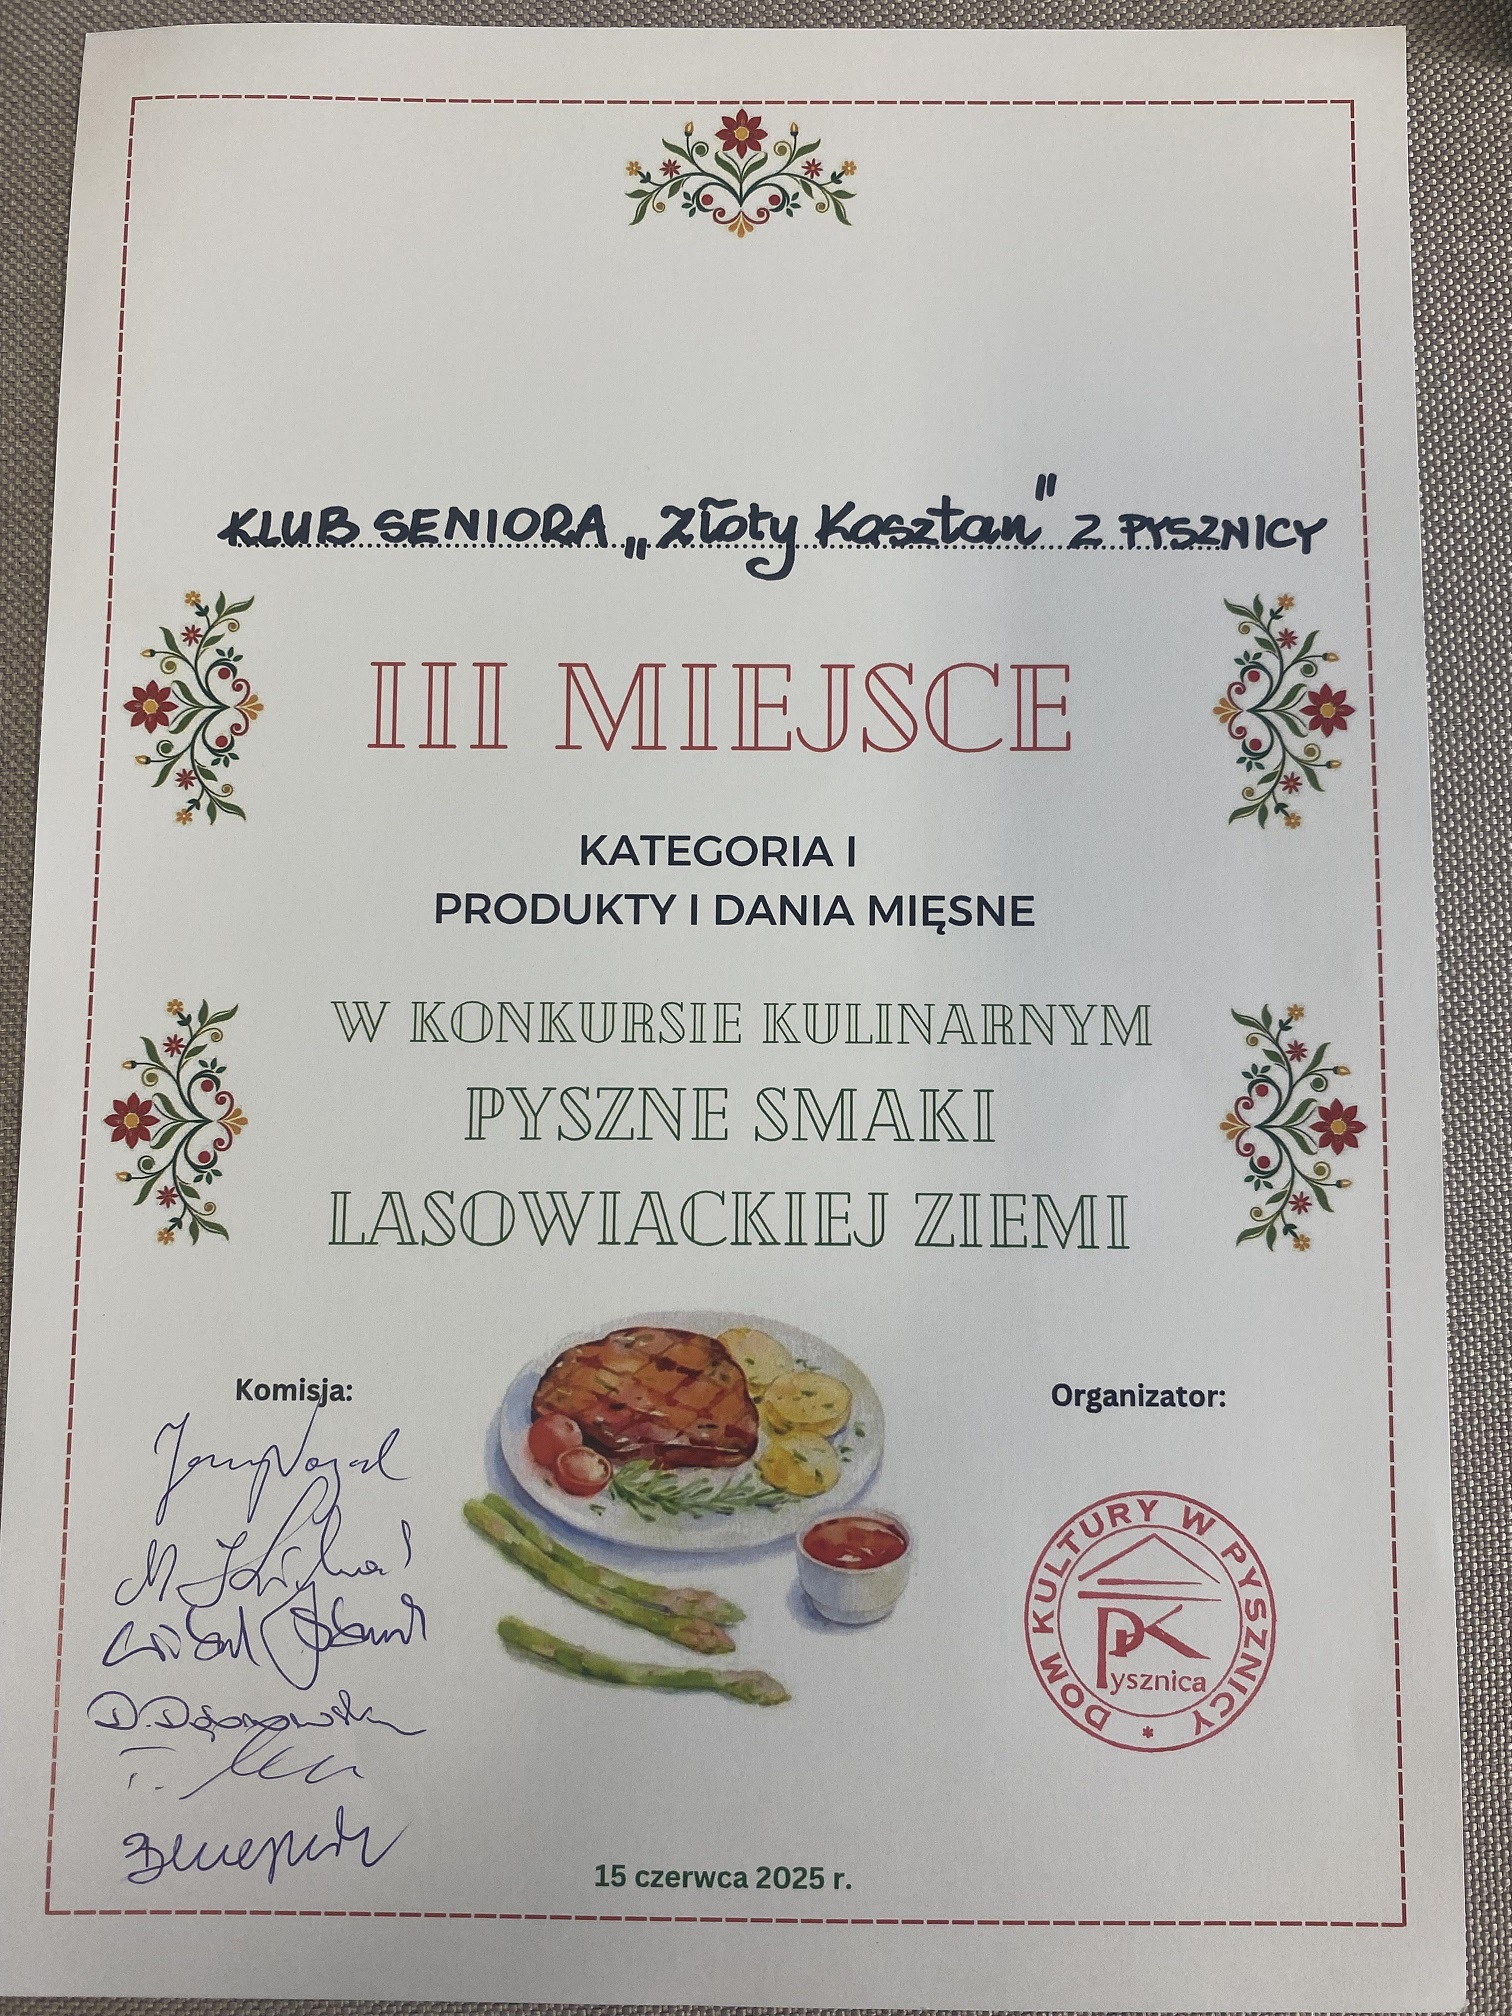 KLUB SENIORA „Złoty Kasztan" Z PYSZNICY
III MIEJSCE
KATEGORIA I
PRODUKTY I DANIA MIĘSNE
W KONKURSIE KULINARNYM
PYSZNE SMAKI
LASOWIACKIEJ ZIEMI
Komisja:
Organizator:
D. Dąbrowska
DOM KULTURY W PYSZNICY *
Pysznica
15 czerwca 2025 r.